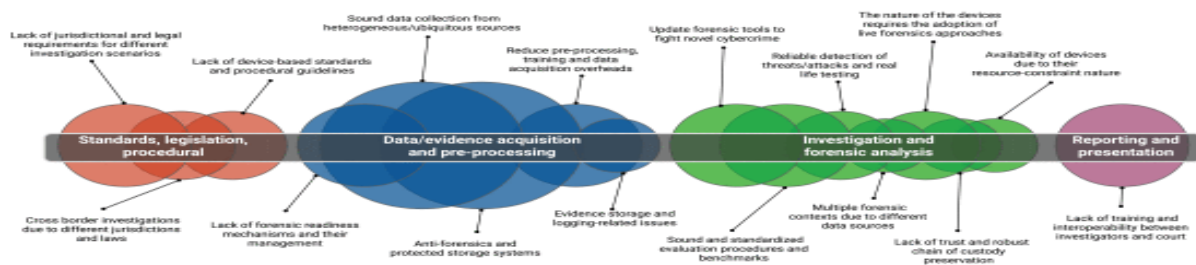 Lack of jurisdictional and legal
requirements for different
investigation scenarios
Lack of device-based standards
and procedural guidelines
Sound data collection from
heterogeneous/ubiquitous sources
Reduce pre-processing,
training and data
acquisition overheads
Update forensic tools to
fight novel cybercrime
Reliable detection of
threats/attacks and real
life testing
The nature of the devices
requires the adoption of
live forensics approaches
Availability of devices
due to their
resource-constraint nature
Standards, legislation,
procedural
Data/evidence acquisition
and pre-processing
Investigation and
forensic analysis
Reporting and
presentation
Cross border investigations
due to different jurisdictions
and laws
Lack of forensic readiness
mechanisms and their
management
Anti-forensics and
protected storage systems
Evidence storage and
logging-related issues
Sound and standardized
evaluation procedures and
benchmarks
Multiple forensic
contexts due to different
data sources
Lack of trust and robust
chain of custody
preservation
Lack of training and
interoperability between
investigators and court